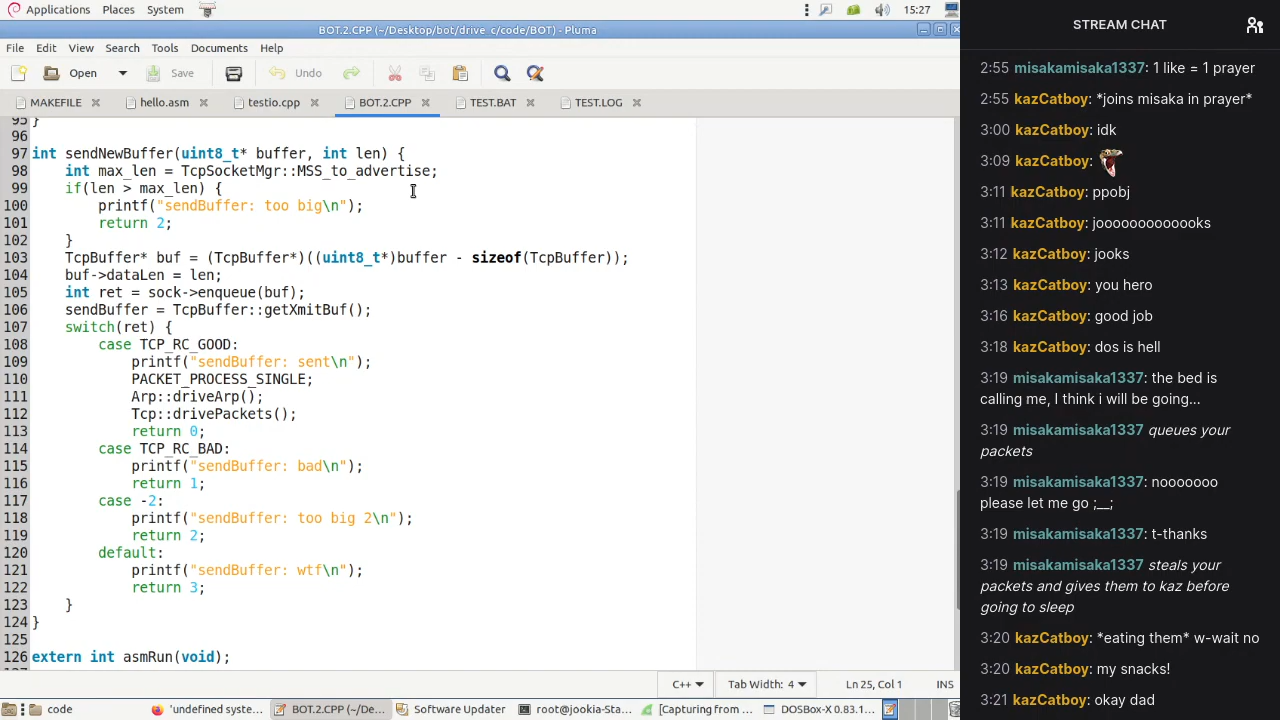 Applications Places System 15:27
BOT.2.CPP (~/Desktop/bot/drive_c/code/BOT) - Pluma
File Edit View Search Tools Documents Help
Open Save Undo
MAKEFILE hello.asm testio.cpp BOT.2.CPP TEST.BAT TEST.LOG
95 }
96
97 int sendNewBuffer(uint8_t* buffer, int len) {
98 int max_len = TcpSocketMgr::MSS_to_advertise;
99 if(len > max_len) {
100 printf("sendBuffer: too big\n");
101 return 2;
102 }
103 TcpBuffer* buf = (TcpBuffer*)((uint8_t*)buffer - sizeof(TcpBuffer));
104 buf->dataLen = len;
105 int ret = sock->enqueue(buf);
106 sendBuffer = TcpBuffer::getXmitBuf();
107 switch(ret) {
108 case TCP_RC_GOOD:
109 printf("sendBuffer: sent\n");
110 PACKET_PROCESS_SINGLE;
111 Arp::driveArp();
112 Tcp::drivePackets();
113 return 0;
114 case TCP_RC_BAD:
115 printf("sendBuffer: bad\n");
116 return 1;
117 case -2:
118 printf("sendBuffer: too big 2\n");
119 return 2;
120 default:
121 printf("sendBuffer: wtf\n");
122 return 3;
123 }
124 }
125
126 extern int asmRun(void);
C++ Tab Width: 4 Ln 25, Col 1 INS
code 'undefined syste... BOT.2.CPP (~/De... Software Updater root@jookia-Sta... [Capturing from ... DOSBox-X 0.83.1...
STREAM CHAT
2:55 misakamisaka1337: 1 like = 1 prayer
2:55 kazCatboy: *joins misaka in prayer*
3:00 kazCatboy: idk
3:09 kazCatboy:
3:11 kazCatboy: ppobj
3:11 kazCatboy: joooooooooooks
3:12 kazCatboy: jooks
3:13 kazCatboy: you hero
3:16 kazCatboy: good job
3:18 kazCatboy: dos is hell
3:19 misakamisaka1337: the bed is
calling me, I think i will be going...
3:19 misakamisaka1337 queues your
packets
3:19 misakamisaka1337: nooooooo
please let me go ;__;
3:19 misakamisaka1337: t-thanks
3:19 misakamisaka1337 steals your
packets and gives them to kaz before
going to sleep
3:20 kazCatboy: *eating them* w-wait no
3:20 kazCatboy: my snacks!
3:21 kazCatboy: okay dad